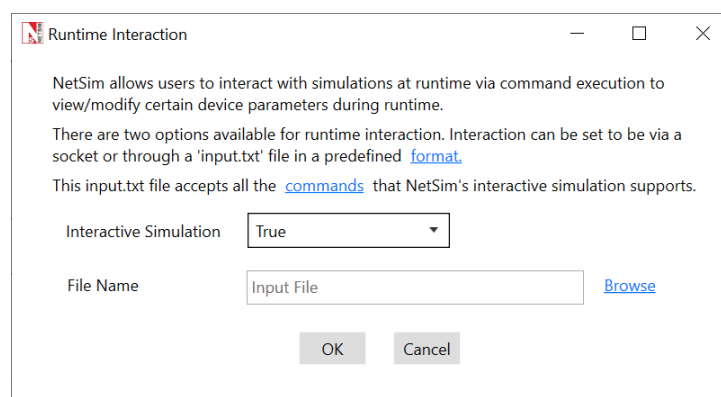 Runtime Interaction
NetSim allows users to interact with simulations at runtime via command execution to
view/modify certain device parameters during runtime.
There are two options available for runtime interaction. Interaction can be set to be via a
socket or through a 'input.txt' file in a predefined format.
This input.txt file accepts all the commands that NetSim's interactive simulation supports.
Interactive Simulation True
File Name Input File Browse
OK Cancel